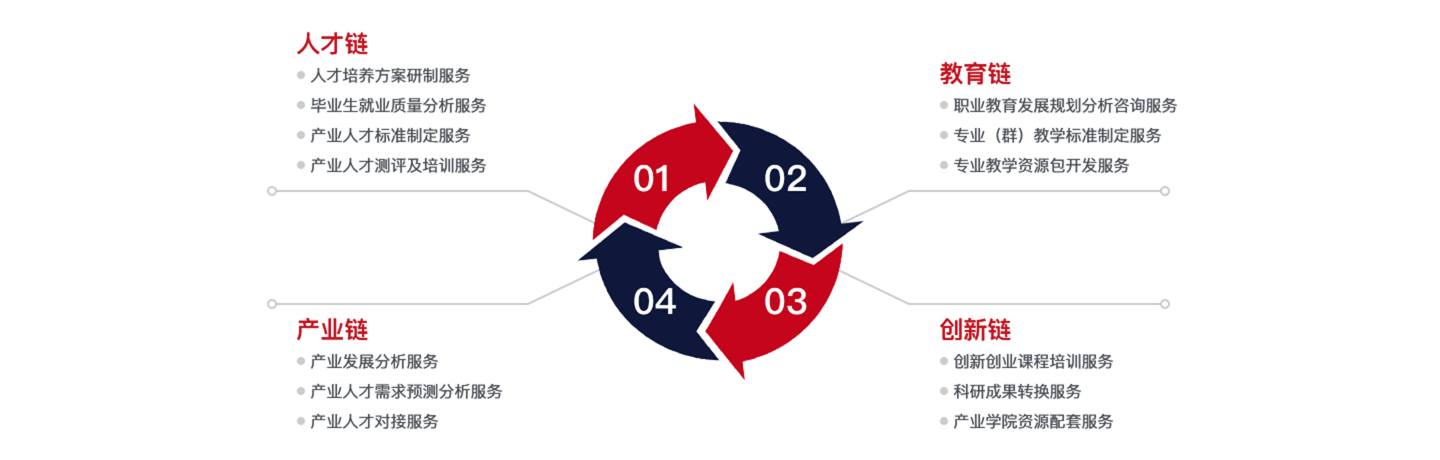 人才链
人才培养方案研制服务
毕业生就业质量分析服务
产业人才标准制定服务
产业人才测评及培训服务
教育链
职业教育发展规划分析咨询服务
专业（群）教学标准制定服务
专业教学资源包开发服务
01
02
04
03
产业链
产业发展分析服务
产业人才需求预测分析服务
产业人才对接服务
创新链
创新创业课程培训服务
科研成果转换服务
产业学院资源配套服务